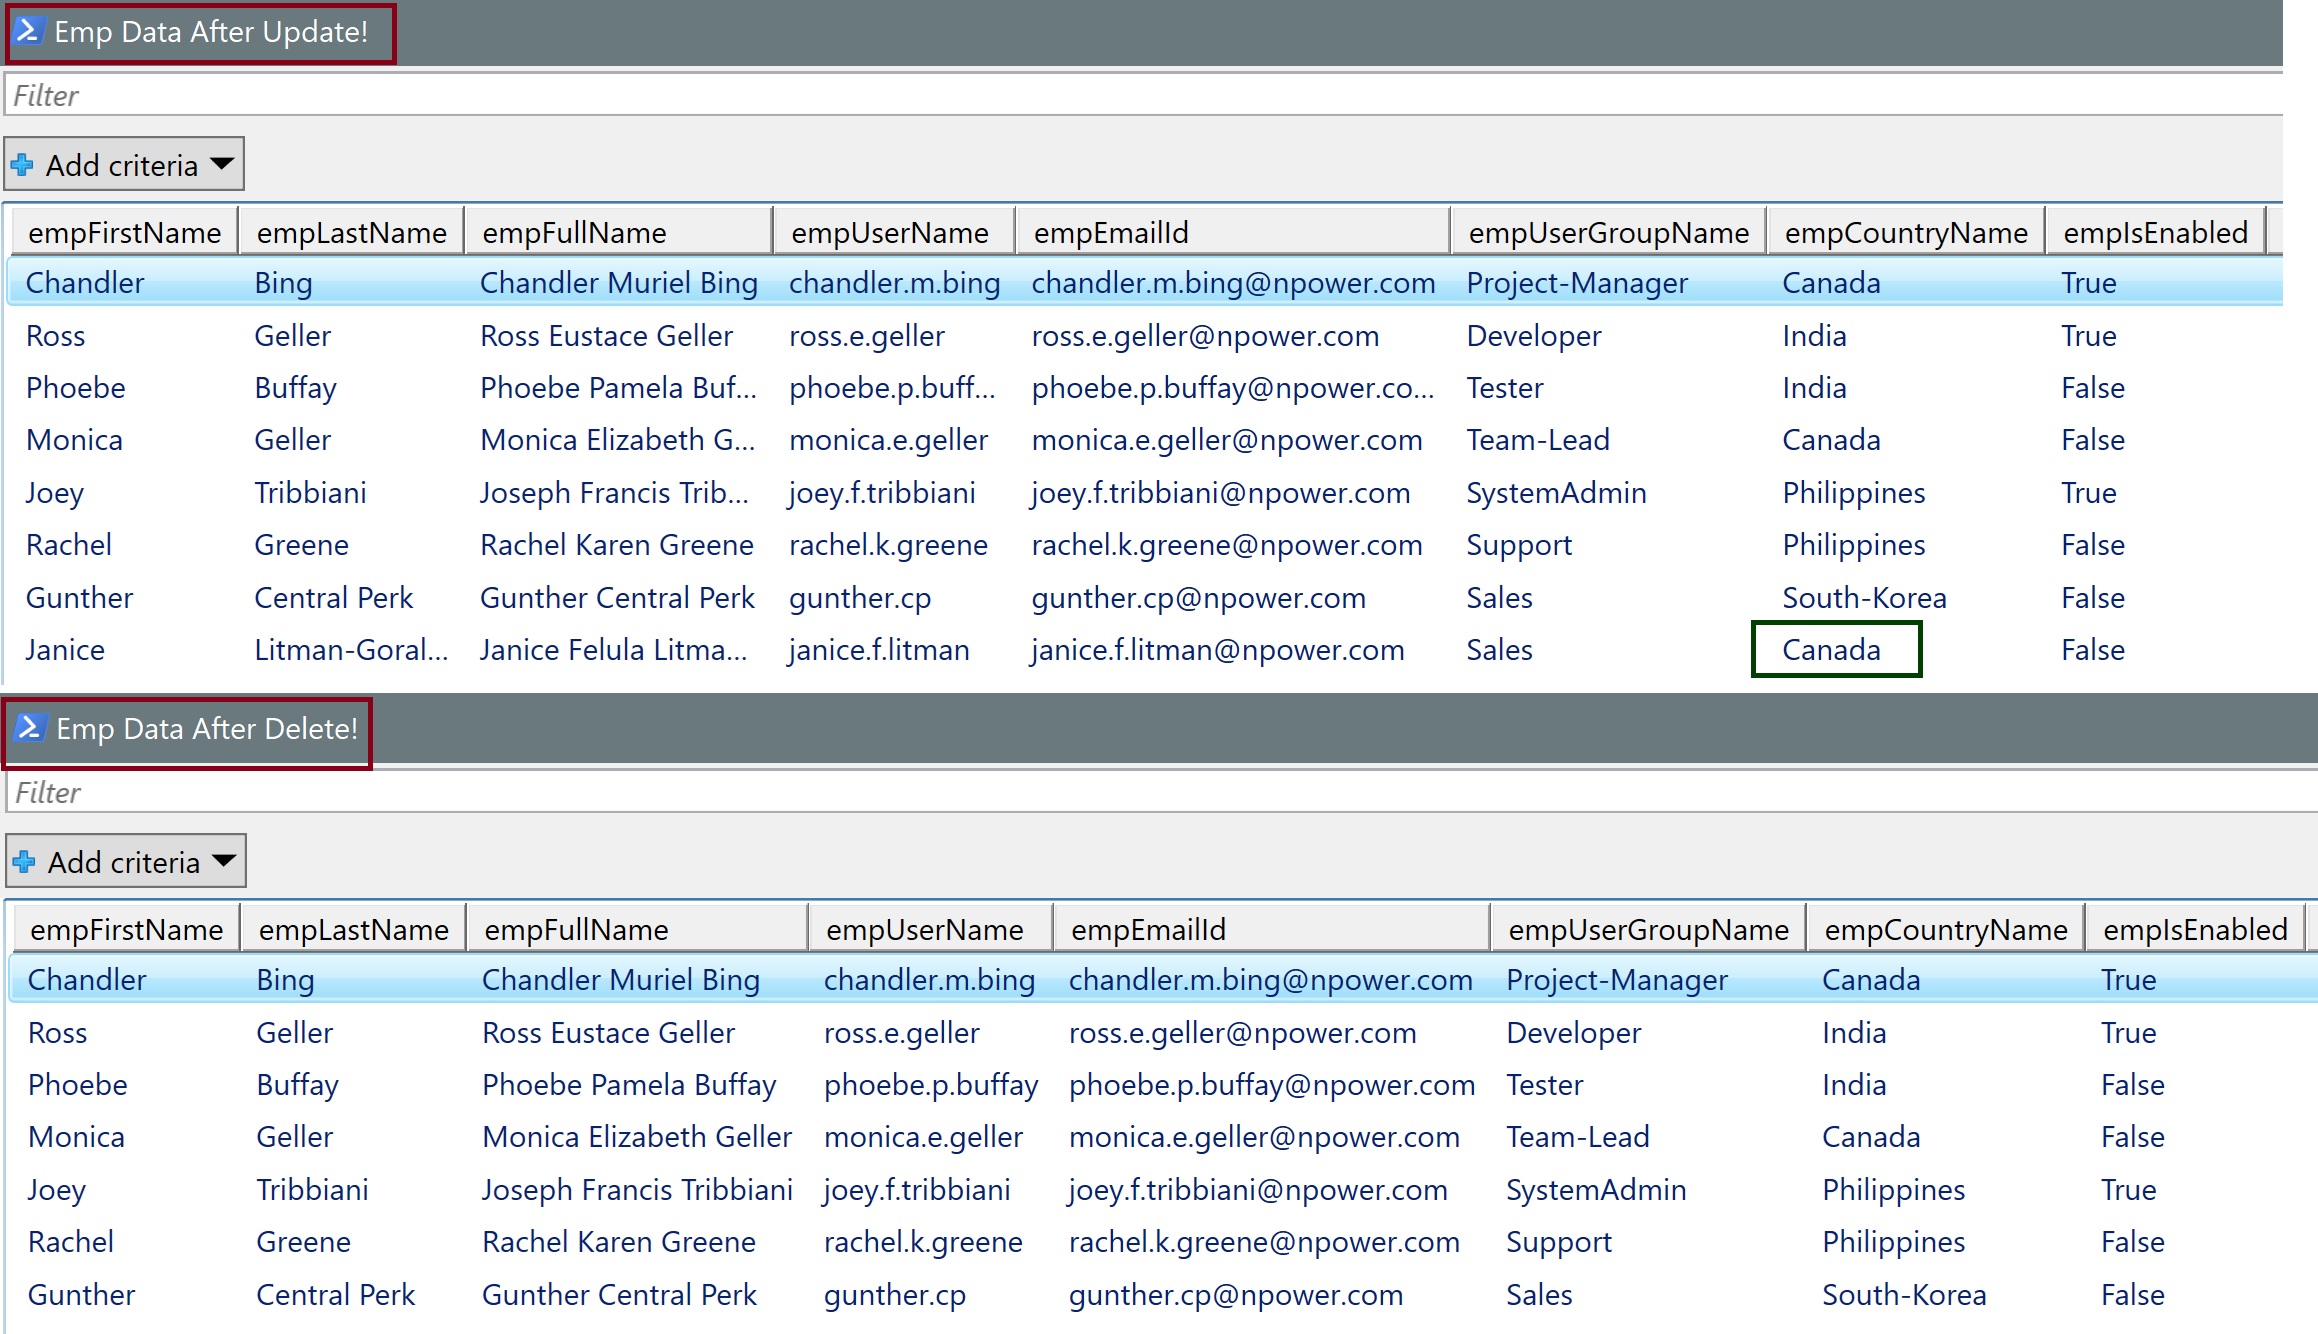 Emp Data After Update!
Filter
Add criteria
empFirstName empLastName empFullName empUserName empEmailId empUserGroupName empCountryName empIsEnabled
Chandler Bing Chandler Muriel Bing chandler.m.bing chandler.m.bing@npower.com Project-Manager Canada True
Ross Geller Ross Eustace Geller ross.e.geller ross.e.geller@npower.com Developer India True
Phoebe Buffay Phoebe Pamela Buf... phoebe.p.buff... phoebe.p.buffay@npower.co... Tester India False
Monica Geller Monica Elizabeth G... monica.e.geller monica.e.geller@npower.com Team-Lead Canada False
Joey Tribbiani Joseph Francis Trib... joey.f.tribbiani joey.f.tribbiani@npower.com SystemAdmin Philippines True
Rachel Greene Rachel Karen Greene rachel.k.greene rachel.k.greene@npower.com Support Philippines False
Gunther Central Perk Gunther Central Perk gunther.cp gunther.cp@npower.com Sales South-Korea False
Janice Litman-Goral... Janice Felula Litma... janice.f.litman janice.f.litman@npower.com Sales Canada False
Emp Data After Delete!
Filter
Add criteria
empFirstName empLastName empFullName empUserName empEmailId empUserGroupName empCountryName empIsEnabled
Chandler Bing Chandler Muriel Bing chandler.m.bing chandler.m.bing@npower.com Project-Manager Canada True
Ross Geller Ross Eustace Geller ross.e.geller ross.e.geller@npower.com Developer India True
Phoebe Buffay Phoebe Pamela Buffay phoebe.p.buffay phoebe.p.buffay@npower.com Tester India False
Monica Geller Monica Elizabeth Geller monica.e.geller monica.e.geller@npower.com Team-Lead Canada False
Joey Tribbiani Joseph Francis Tribbiani joey.f.tribbiani joey.f.tribbiani@npower.com SystemAdmin Philippines True
Rachel Greene Rachel Karen Greene rachel.k.greene rachel.k.greene@npower.com Support Philippines False
Gunther Central Perk Gunther Central Perk gunther.cp gunther.cp@npower.com Sales South-Korea False